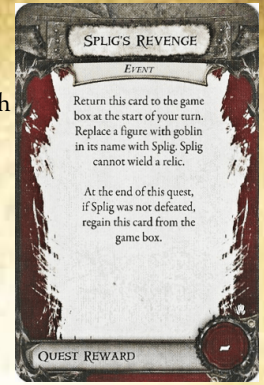 SPLIG'S REVENGE
EVENT
h
Return this card to the game
box at the start of your turn.
Replace a figure with goblin
in its name with Splig. Splig
cannot wield a relic.
At the end of this quest,
if Splig was not defeated,
regain this card from the
game box.
-
QUEST REWARD